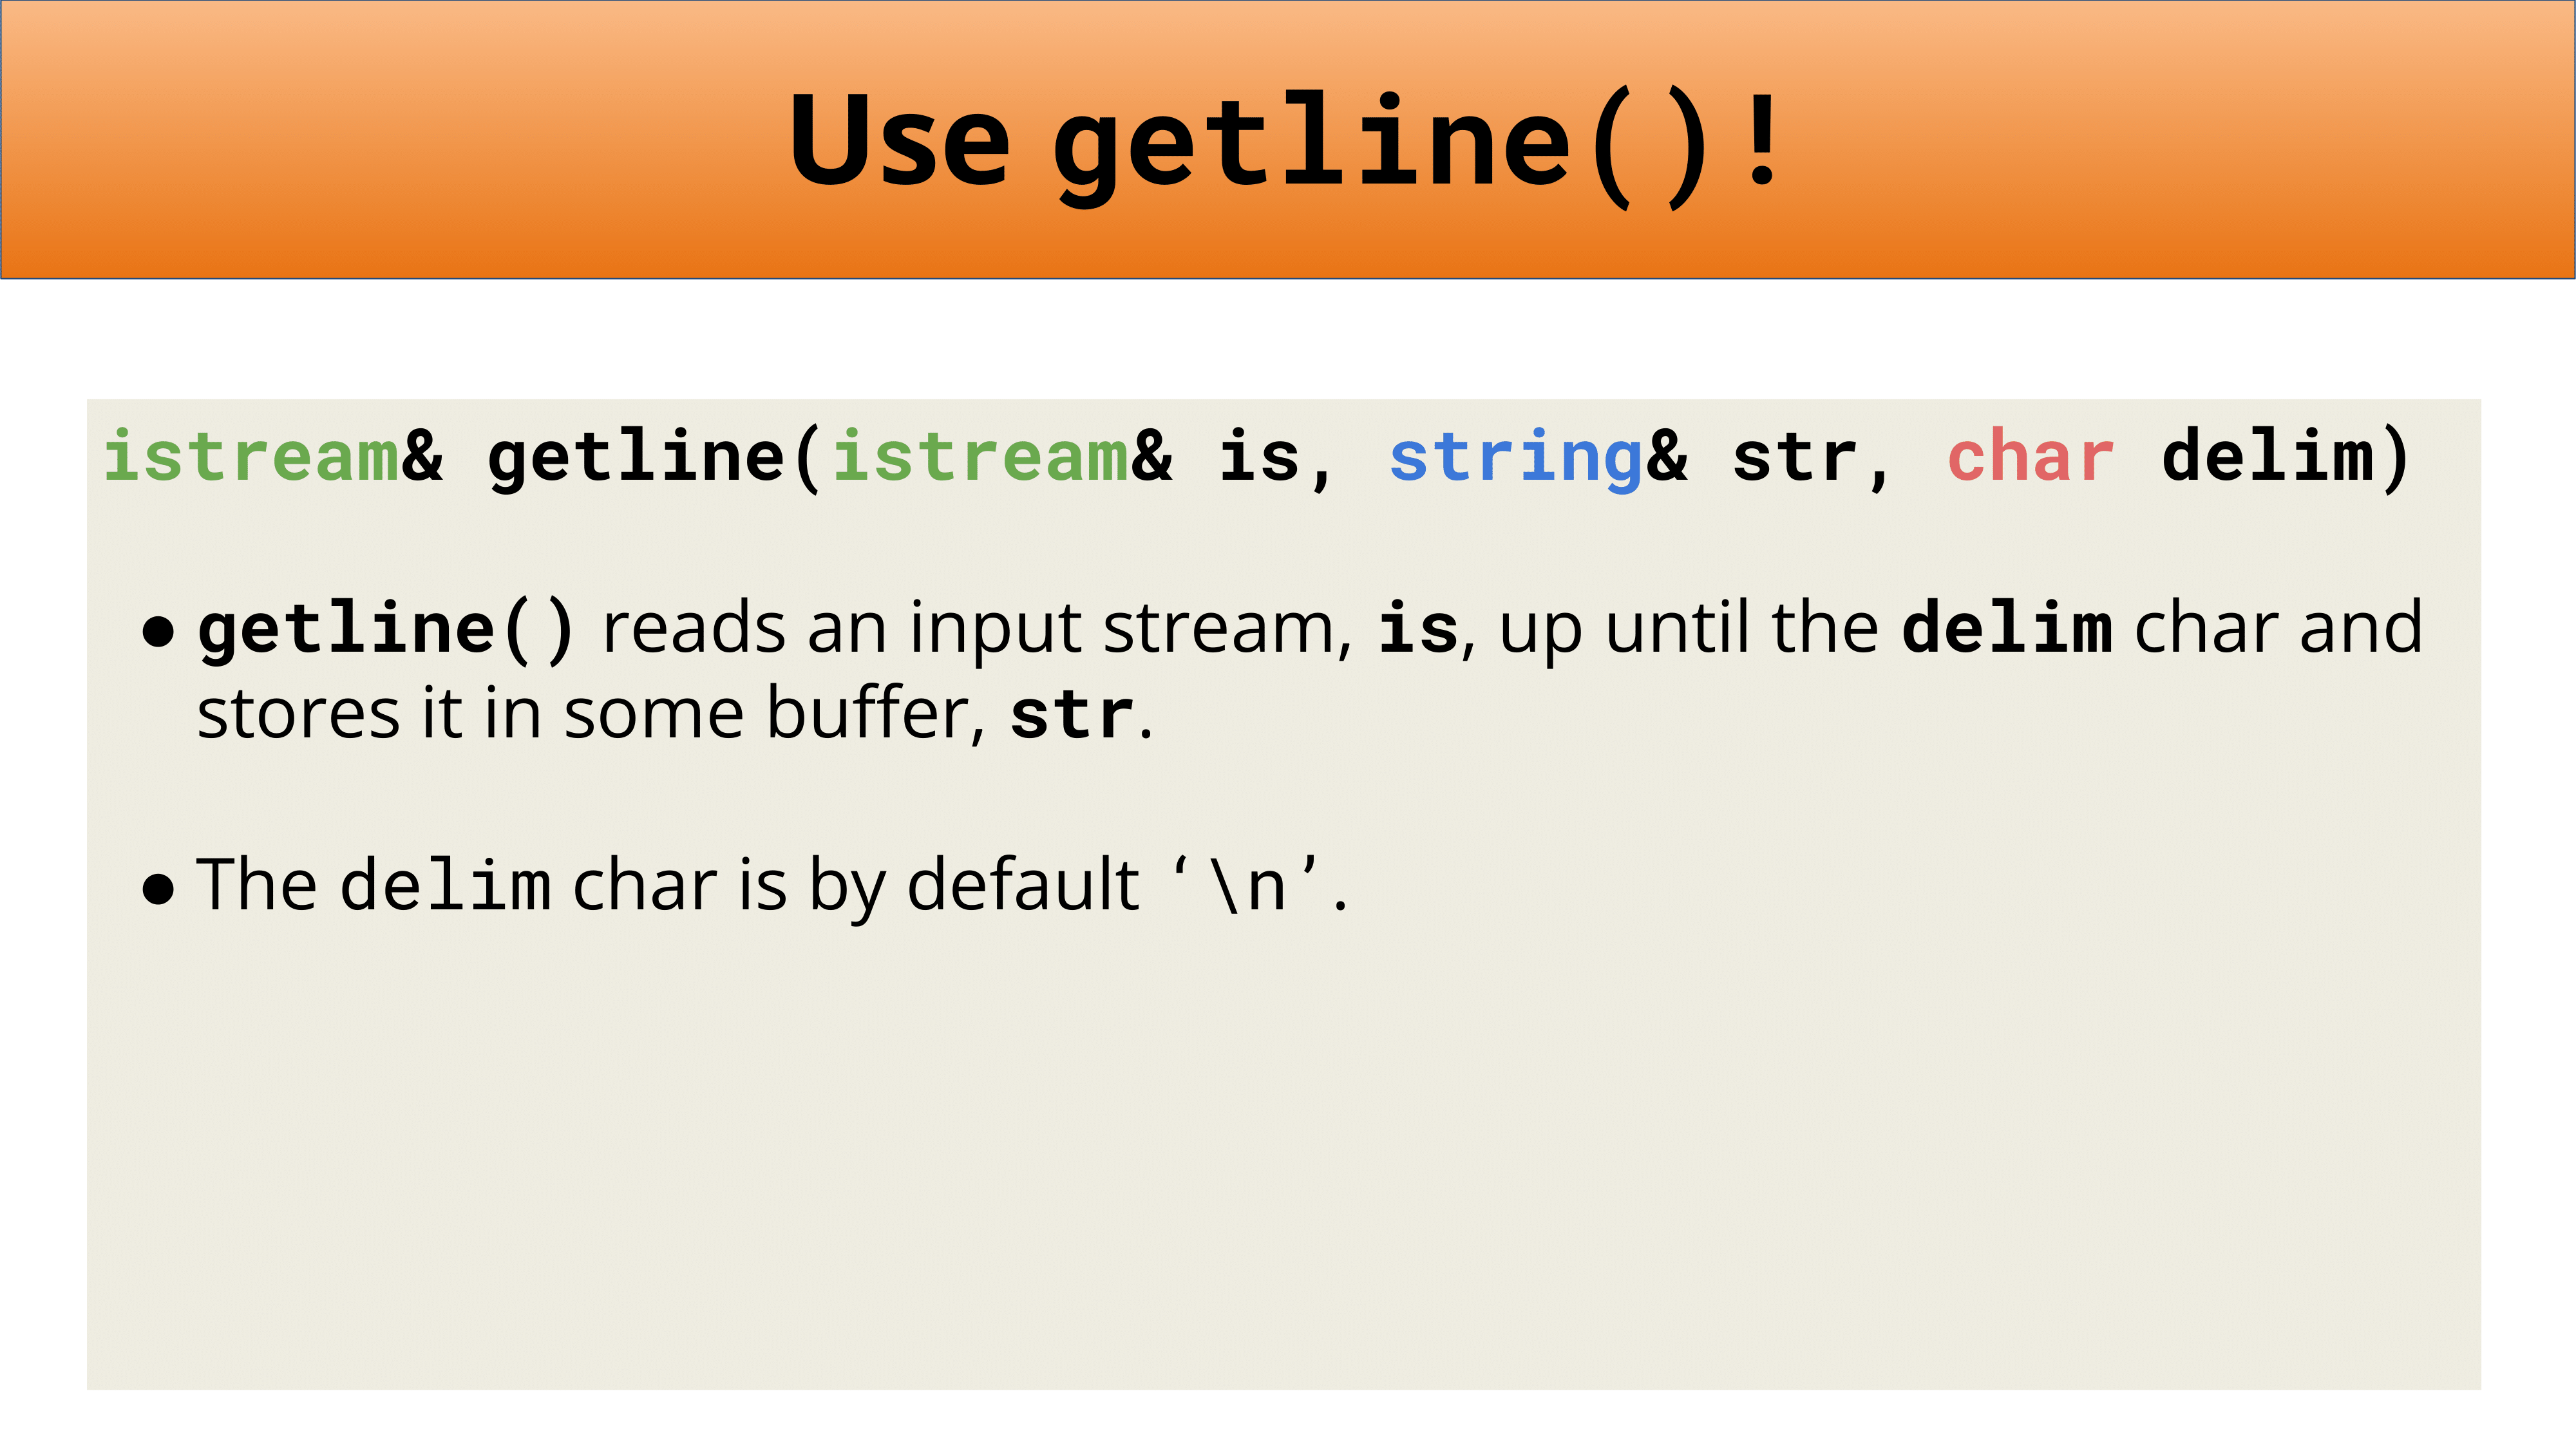 Use getline()!
istream& getline(istream& is, string& str, char delim)
● getline() reads an input stream, is, up until the delim char and
stores it in some buffer, str.
● The delim char is by default ‘\n’.